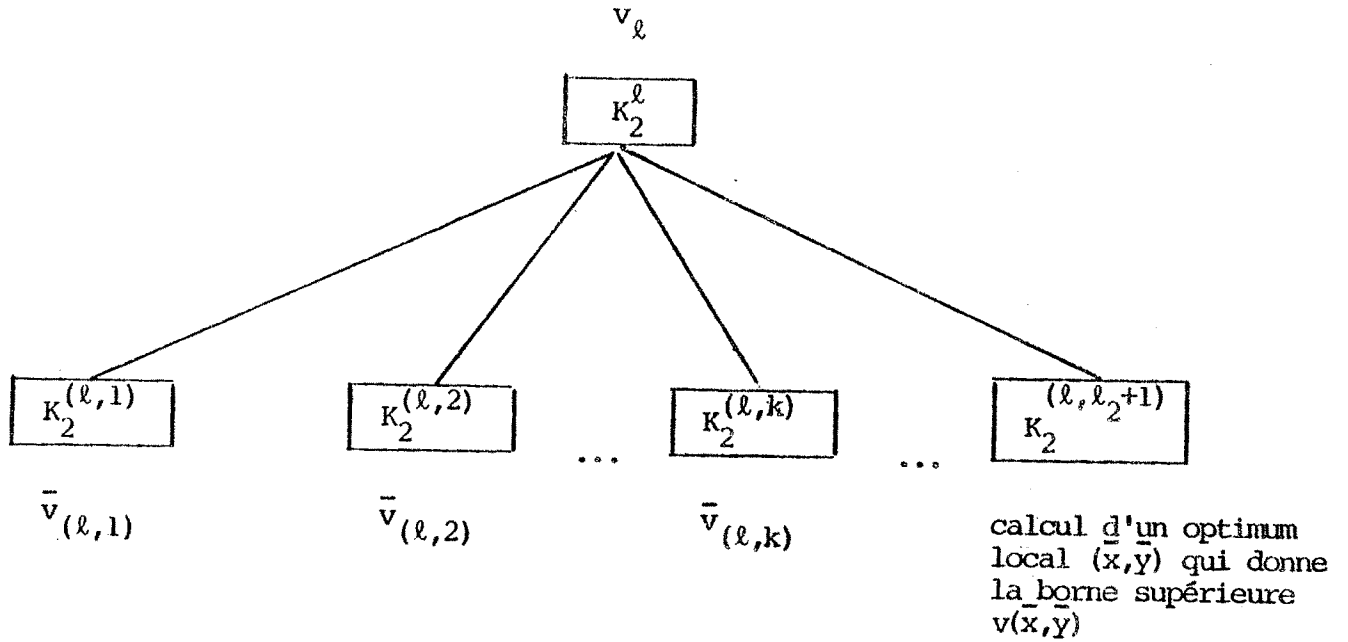 v_ℓ
K_2^ℓ
K_2^(ℓ,1) K_2^(ℓ,2) ... K_2^(ℓ,k) ... K_2^(ℓ,ℓ_2+1)
v̄_(ℓ,1) v̄_(ℓ,2) v̄_(ℓ,k)
calcul d'un optimum
local (x̄,ȳ) qui donne
la borne supérieure
v(x̄,ȳ)